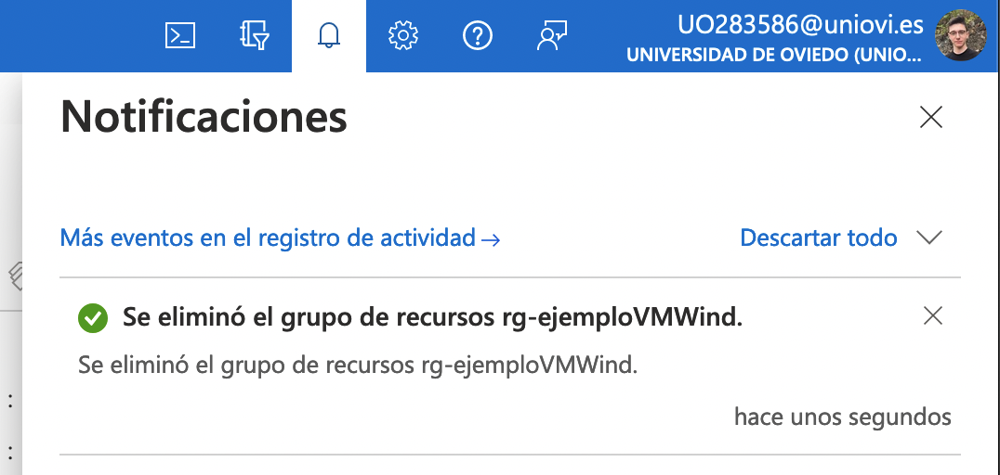 UO283586@uniovi.es
UNIVERSIDAD DE OVIEDO (UNIO...
Notificaciones
Más eventos en el registro de actividad →
Descartar todo
Se eliminó el grupo de recursos rg-ejemploVMWind.
Se eliminó el grupo de recursos rg-ejemploVMWind.
hace unos segundos
:
: